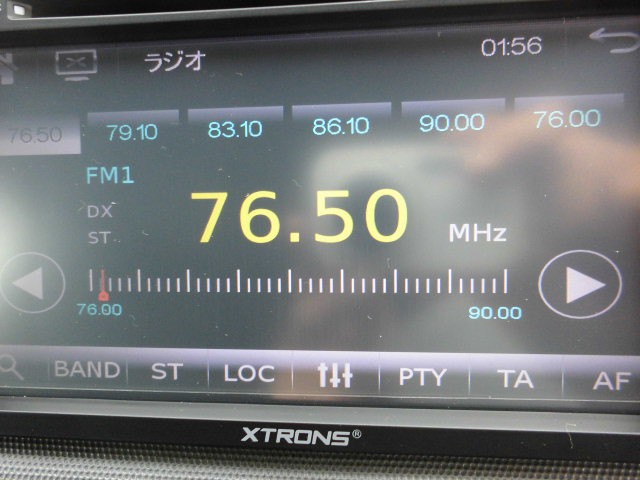 ラジオ 01:56
76.50 79.10 83.10 86.10 90.00 76.00
FM1
DX
ST
76.50 MHz
76.00 90.00
BAND ST LOC PTY TA AF
XTRONS®